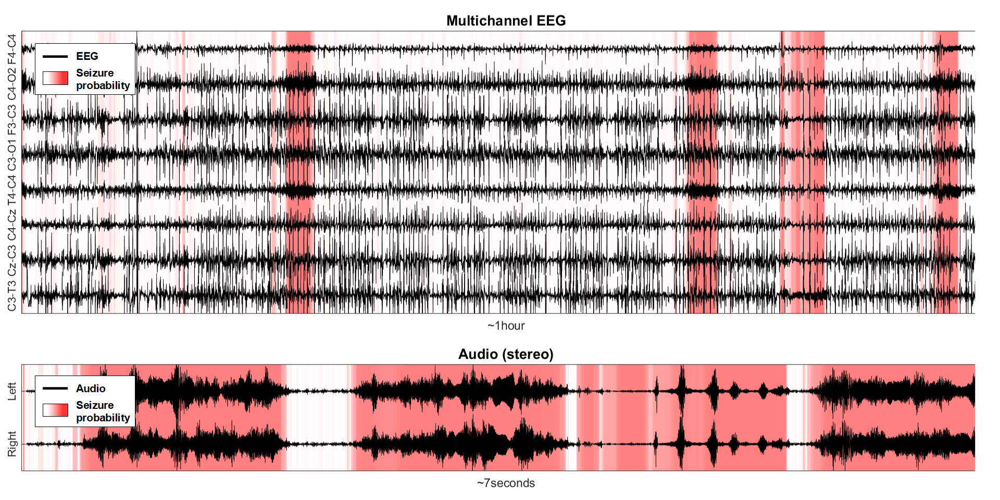 Multichannel EEG
EEG
Seizure
probability
F4-C4
C4-O2
F3-C3
C3-O1
T4-C4
C4-Cz
Cz-C3
C3-T3
~1hour
Audio (stereo)
Audio
Seizure
probability
Left
Right
~7seconds